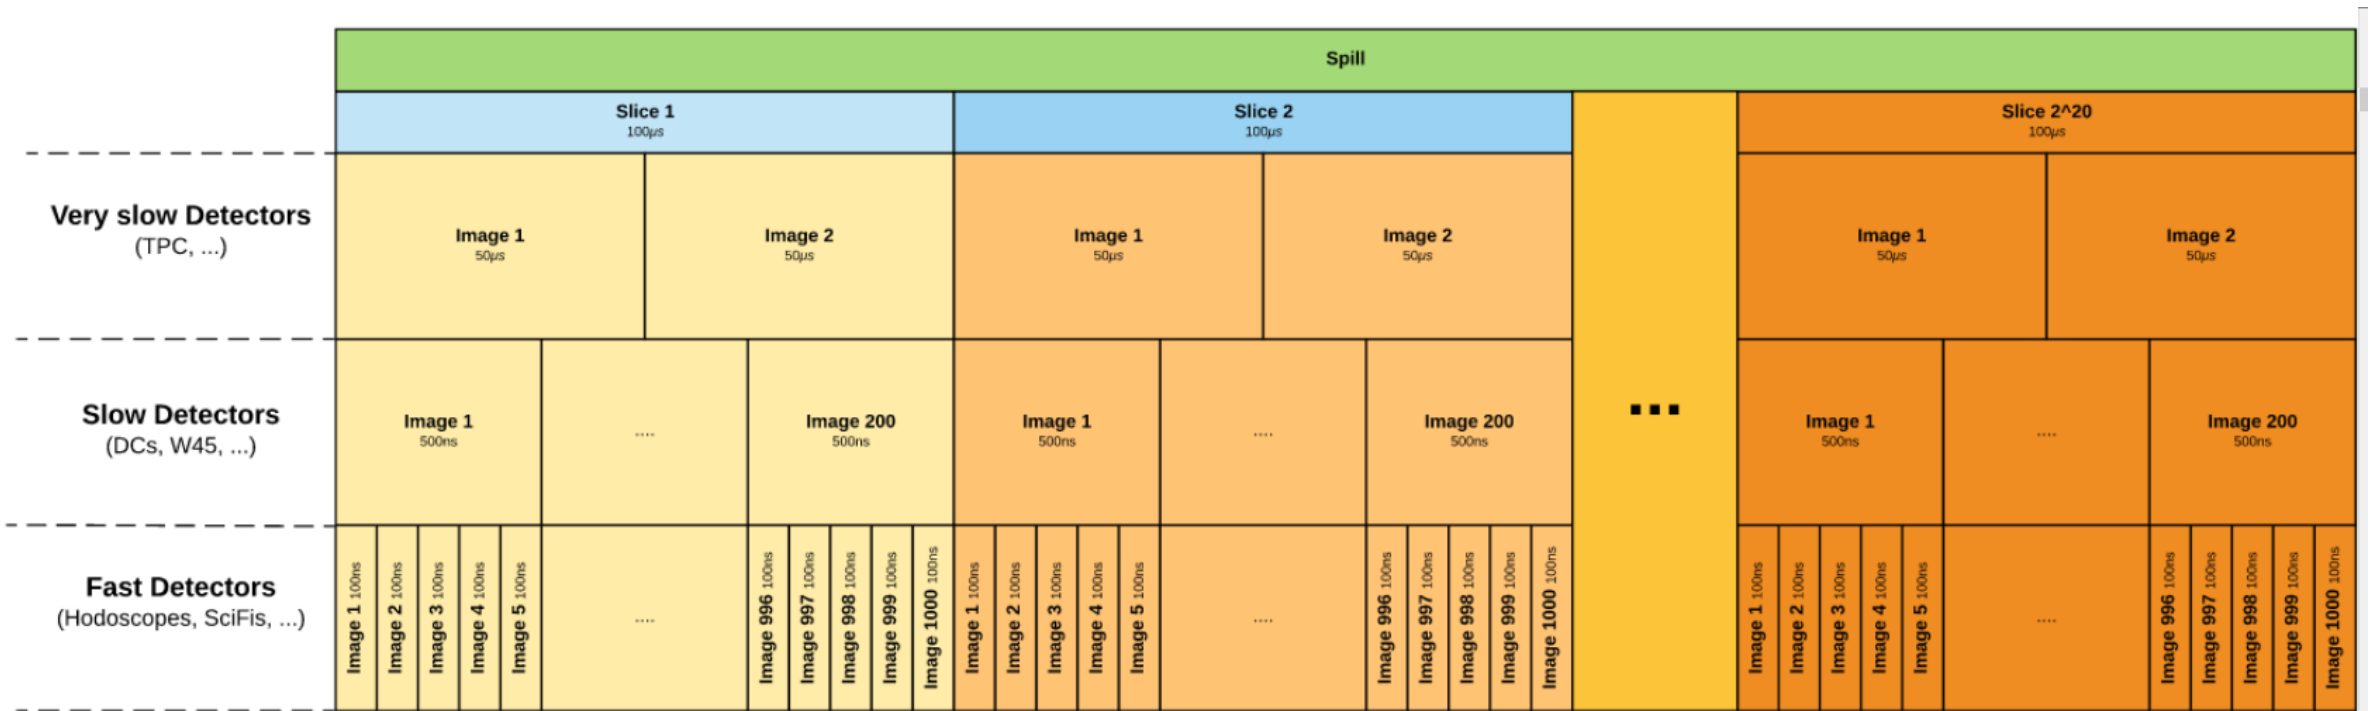 Spill
Slice 1
100µs
Slice 2
100µs
Slice 2^20
100µs
Very slow Detectors
(TPC, ...)
Image 1
50µs
Image 2
50µs
Image 1
50µs
Image 2
50µs
Image 1
50µs
Image 2
50µs
Slow Detectors
(DCs, W45, ...)
Image 1
500ns
....
Image 200
500ns
Image 1
500ns
....
Image 200
500ns
...
Image 1
500ns
....
Image 200
500ns
Fast Detectors
(Hodoscopes, SciFis, ...)
Image 1 100ns
Image 2 100ns
Image 3 100ns
Image 4 100ns
Image 5 100ns
....
Image 996 100ns
Image 997 100ns
Image 998 100ns
Image 999 100ns
Image 1000 100ns
Image 1 100ns
Image 2 100ns
Image 3 100ns
Image 4 100ns
Image 5 100ns
....
Image 996 100ns
Image 997 100ns
Image 998 100ns
Image 999 100ns
Image 1000 100ns
Image 1 100ns
Image 2 100ns
Image 3 100ns
Image 4 100ns
Image 5 100ns
....
Image 996 100ns
Image 997 100ns
Image 998 100ns
Image 999 100ns
Image 1000 100ns